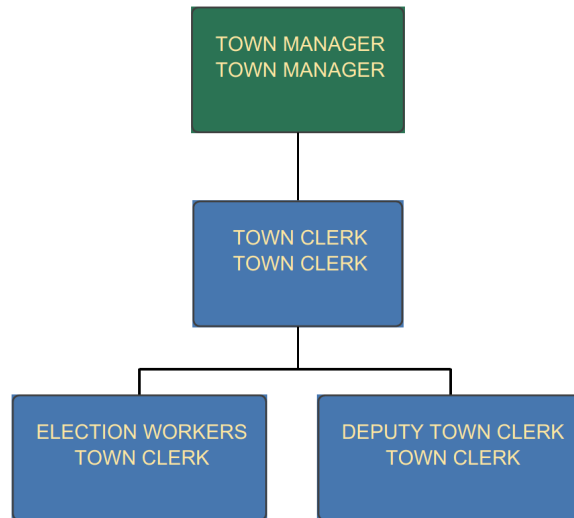 TOWN MANAGER
TOWN MANAGER
TOWN CLERK
TOWN CLERK
ELECTION WORKERS
TOWN CLERK
DEPUTY TOWN CLERK
TOWN CLERK